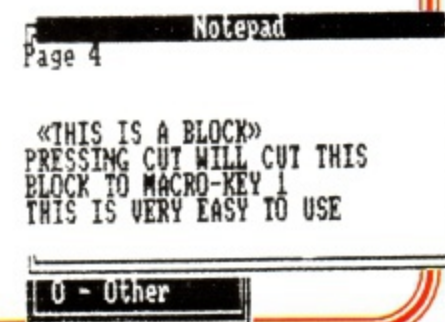 Notepad
Page 4
«THIS IS A BLOCK»
PRESSING CUT WILL CUT THIS
BLOCK TO MACRO-KEY 1
THIS IS VERY EASY TO USE
O - Other